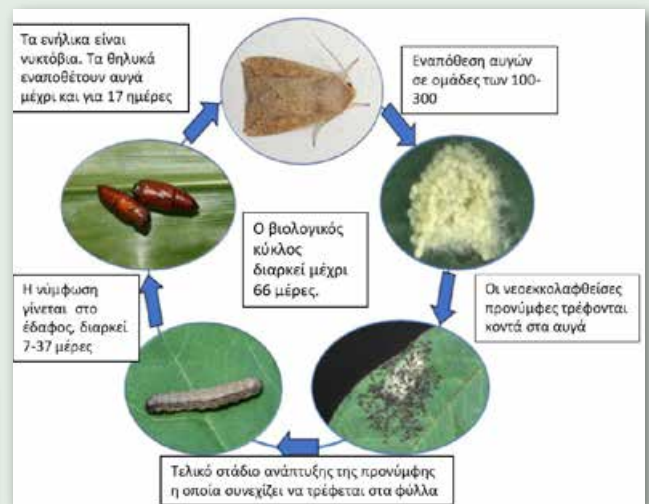 Τα ενήλικα είναι
νυκτόβια. Τα θηλυκά
εναποθέτουν αυγά
μέχρι και για 17 ημέρες
Εναπόθεση αυγών
σε ομάδες των 100-
300
Οι νεοεκκολαφθείσες
προνύμφες τρέφονται
κοντά στα αυγά
Τελικό στάδιο ανάπτυξης της προνύμφης
η οποία συνεχίζει να τρέφεται στα φύλλα
Η νύμφωση
γίνεται στο
έδαφος, διαρκεί
7-37 μέρες
Ο βιολογικός
κύκλος
διαρκεί μέχρι
66 μέρες.